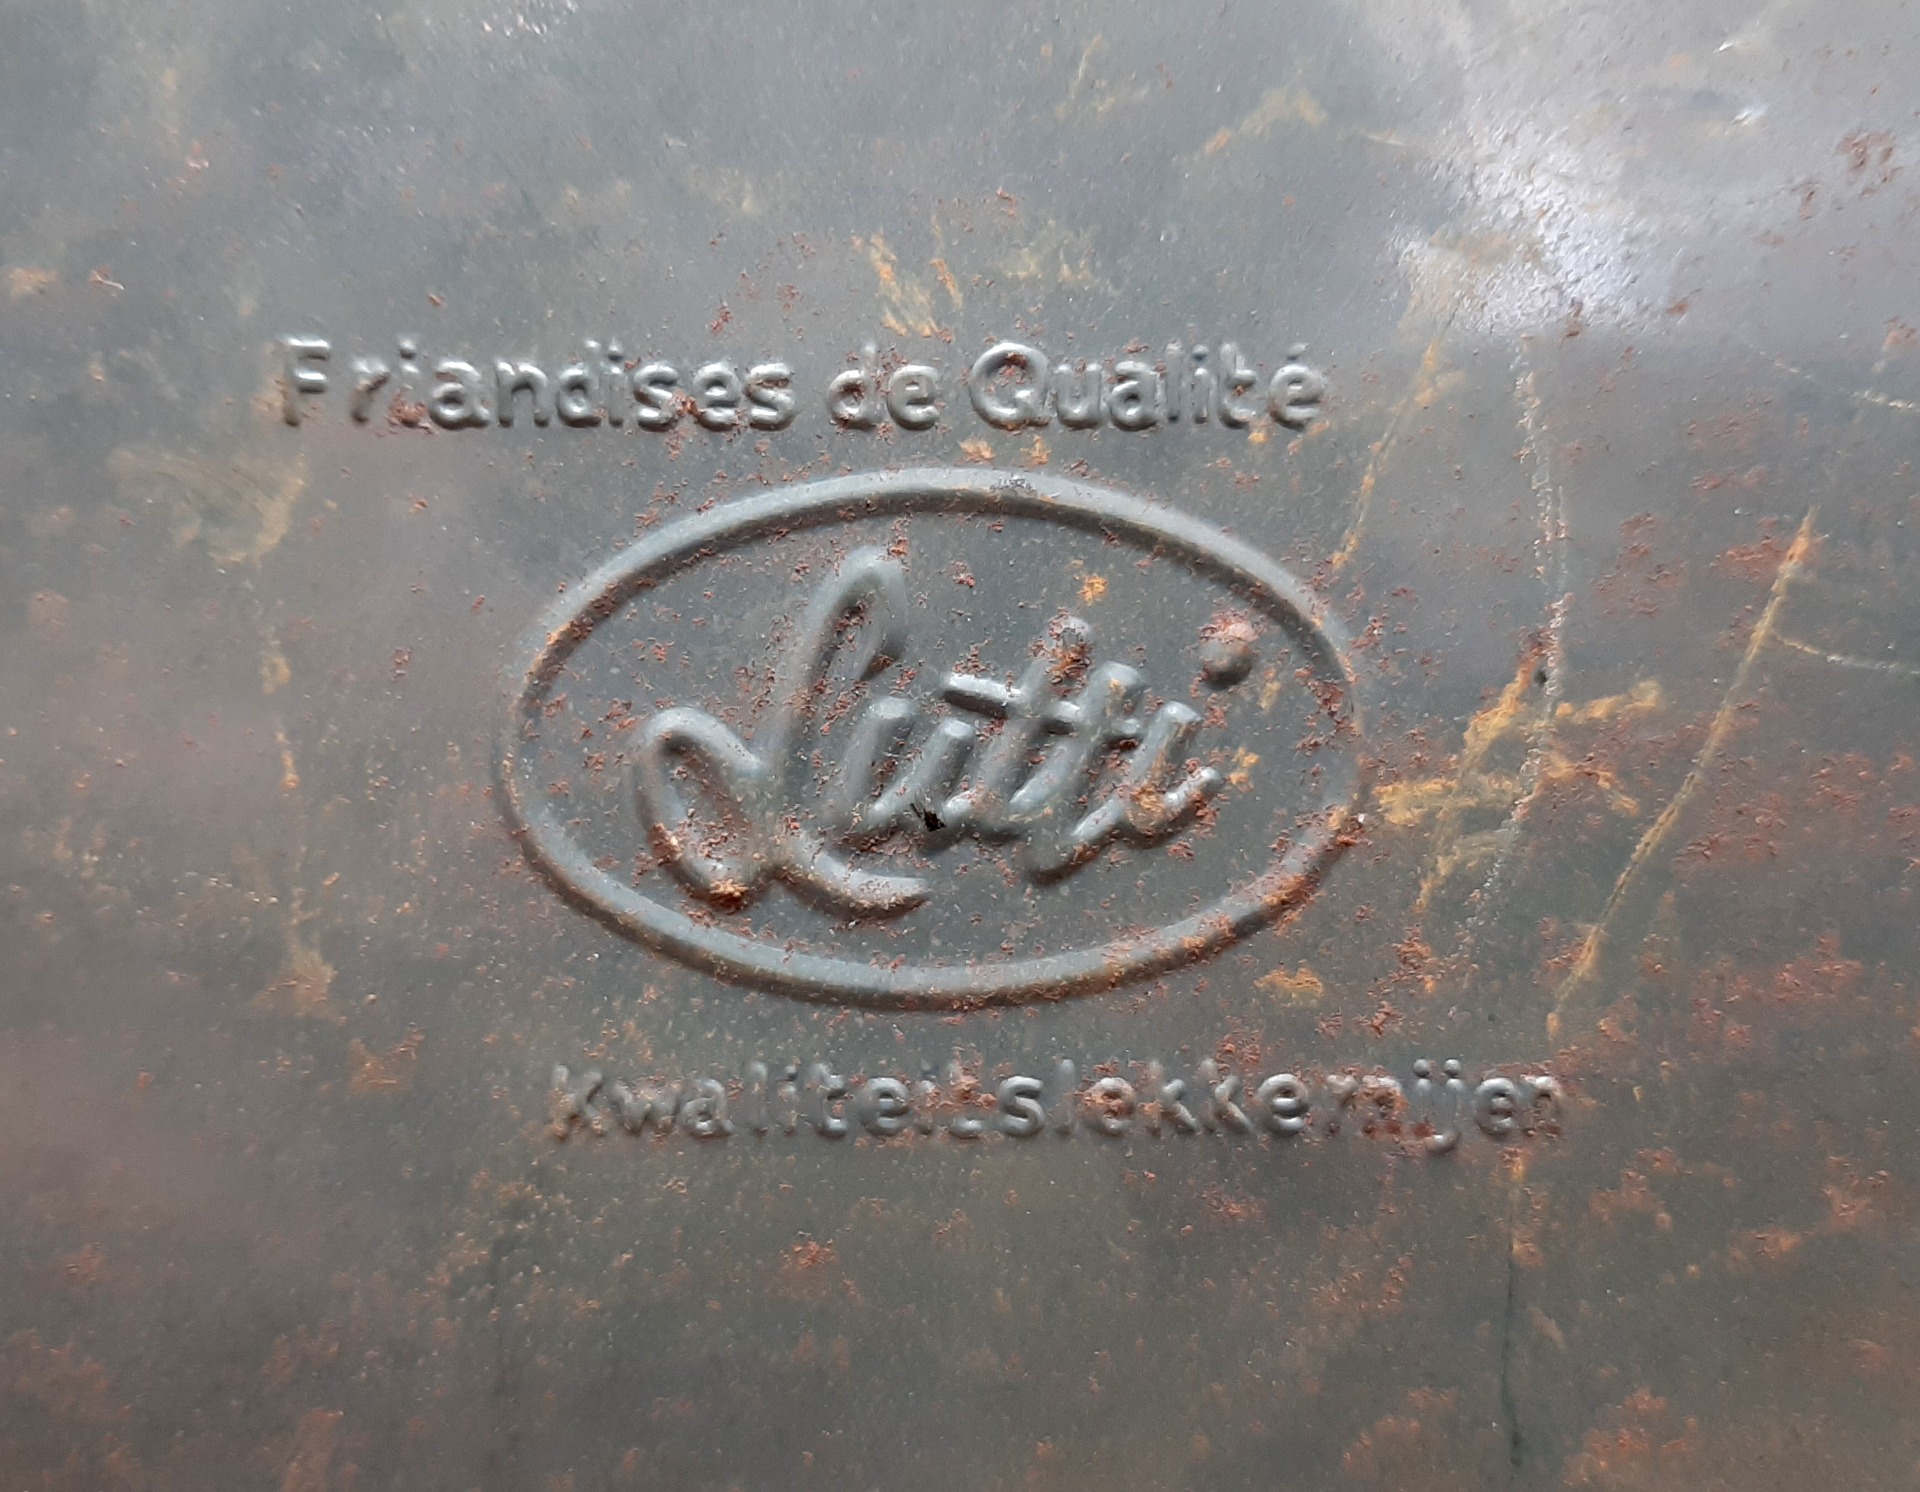 Friandises de Qualité
Lutti
Kwaliteitslekkernijen